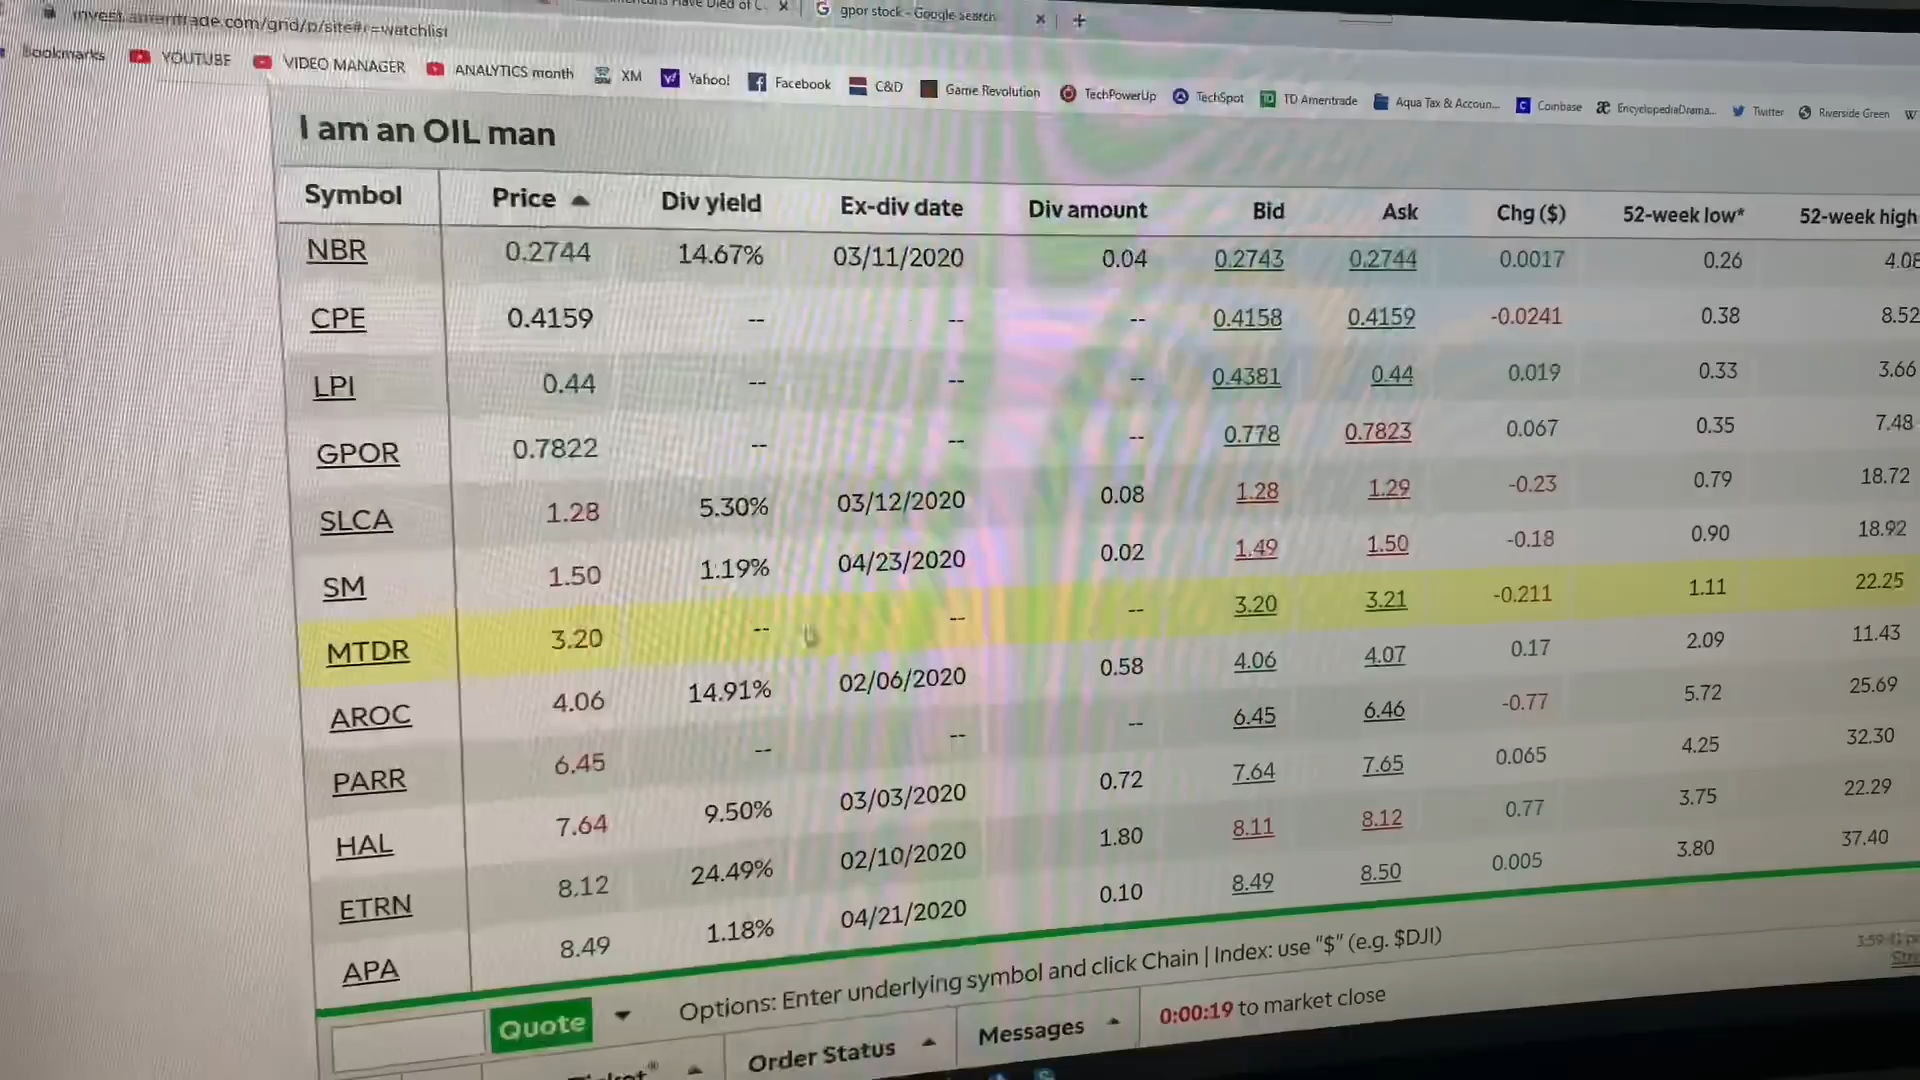 invest.ameritrade.com/grid/p/site#r=watchlist
gpor stock - Google search
Bookmarks YOUTUBE VIDEO MANAGER ANALYTICS month XM Yahoo! Facebook C&D Game Revolution TechPowerUp TechSpot TD Ameritrade Aqua Tax & Accoun... Coinbase EncyclopediaDrama... Twitter Riverside Green W
I am an OIL man
Symbol Price Div yield Ex-div date Div amount Bid Ask Chg ($) 52-week low* 52-week high
NBR 0.2744 14.67% 03/11/2020 0.04 0.2743 0.2744 0.0017 0.26 4.08
CPE 0.4159 -- -- -- 0.4158 0.4159 -0.0241 0.38 8.52
LPI 0.44 -- -- -- 0.4381 0.44 0.019 0.33 3.66
GPOR 0.7822 -- -- -- 0.778 0.7823 0.067 0.35 7.48
SLCA 1.28 5.30% 03/12/2020 0.08 1.28 1.29 -0.23 0.79 18.72
SM 1.50 1.19% 04/23/2020 0.02 1.49 1.50 -0.18 0.90 18.92
MTDR 3.20 -- -- -- 3.20 3.21 -0.211 1.11 22.25
AROC 4.06 14.91% 02/06/2020 0.58 4.06 4.07 0.17 2.09 11.43
PARR 6.45 -- -- -- 6.45 6.46 -0.77 5.72 25.69
HAL 7.64 9.50% 03/03/2020 0.72 7.64 7.65 0.065 4.25 32.30
ETRN 8.12 24.49% 02/10/2020 1.80 8.11 8.12 0.77 3.75 22.29
APA 8.49 1.18% 04/21/2020 0.10 8.49 8.50 0.005 3.80 37.40
Quote Options: Enter underlying symbol and click Chain | Index: use "$" (e.g. $DJI)
Order Status Messages 0:00:19 to market close